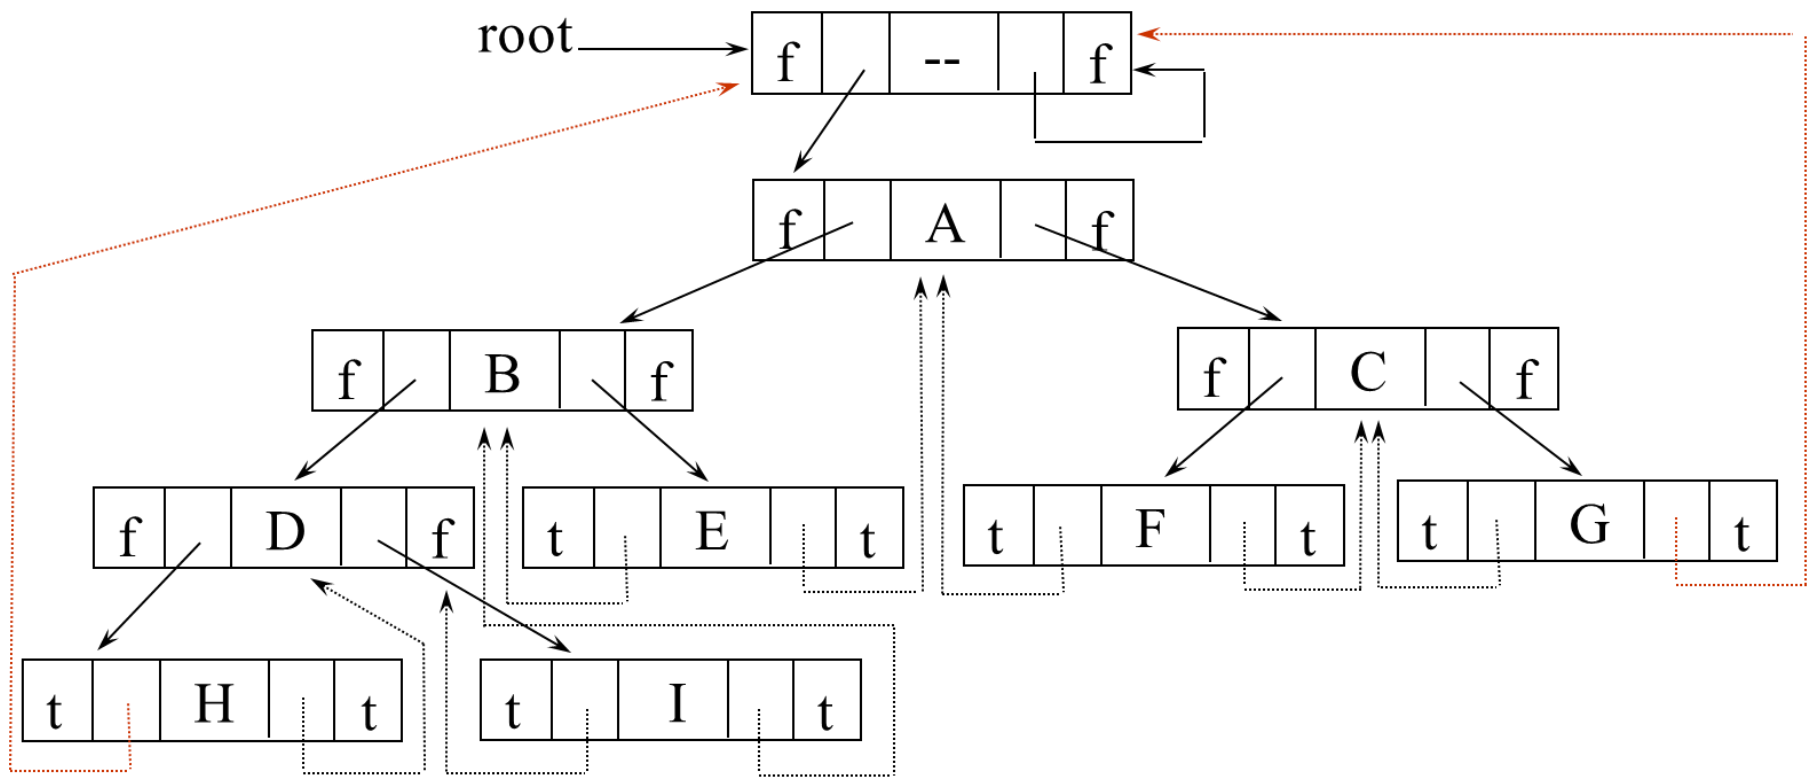 root f -- f
f A f
f B f f C f
f D f t E t t F t t G t
t H t t I t